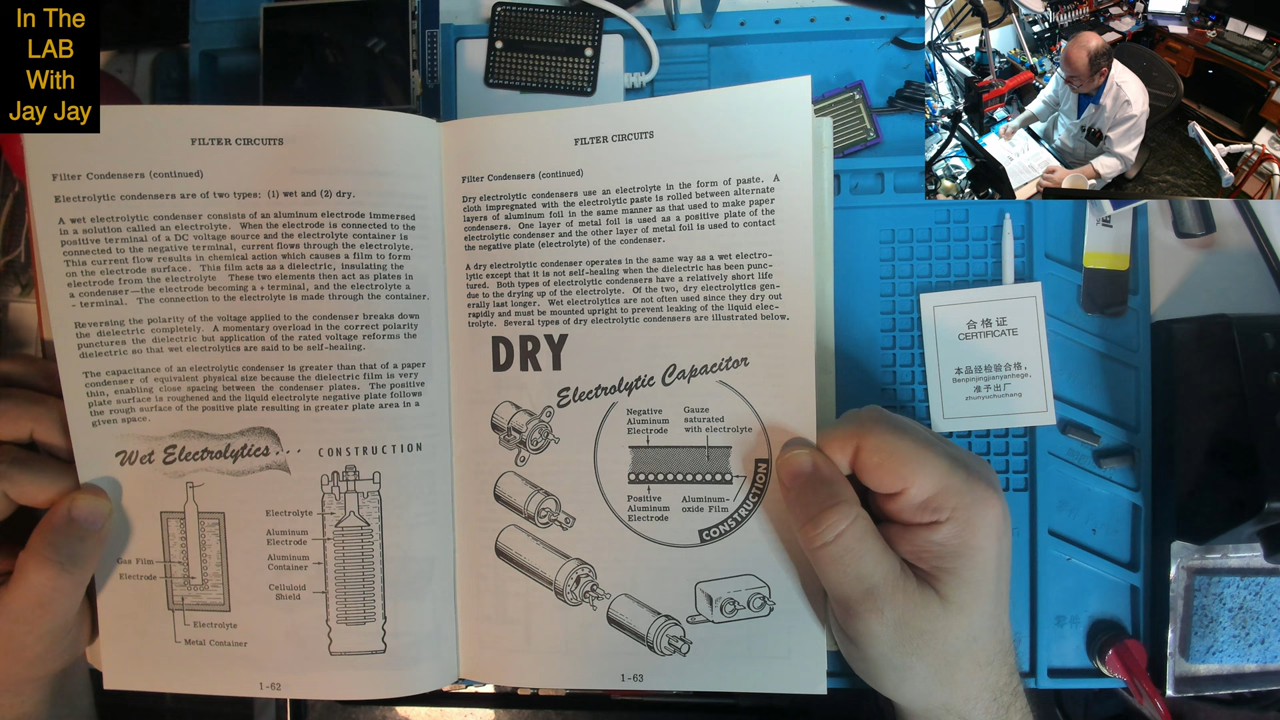 In The
LAB
With
Jay Jay
FILTER CIRCUITS
Filter Condensers (continued)
Electrolytic condensers are of two types: (1) wet and (2) dry.
A wet electrolytic condenser consists of an aluminum electrode immersed
in a solution called an electrolyte. When the electrode is connected to the
positive terminal of a DC voltage source and the electrolyte container is
connected to the negative terminal, current flows through the electrolyte.
This current flow results in chemical action which causes a film to form
on the electrode surface. This film acts as a dielectric, insulating the
electrode from the electrolyte. These two elements then act as plates in
a condenser—the electrode becoming a + terminal, and the electrolyte a
- terminal. The connection to the electrolyte is made through the container.
Reversing the polarity of the voltage applied to the condenser breaks down
the dielectric completely. A momentary overload in the correct polarity
punctures the dielectric but application of the rated voltage reforms the
dielectric so that wet electrolytics are said to be self-healing.
The capacitance of an electrolytic condenser is greater than that of a paper
condenser of equivalent physical size because the dielectric film is very
thin, enabling close spacing between the condenser plates. The positive
plate surface is roughened and the liquid electrolyte negative plate follows
the rough surface of the positive plate resulting in greater plate area in a
given space.
Wet Electrolytics...
CONSTRUCTION
Gas Film
Electrode
Electrolyte
Metal Container
Electrolyte
Aluminum
Electrode
Aluminum
Container
Celluloid
Shield
1-62
FILTER CIRCUITS
Filter Condensers (continued)
Dry electrolytic condensers use an electrolyte in the form of paste. A
cloth impregnated with the electrolytic paste is rolled between alternate
layers of aluminum foil in the same manner as that used to make paper
condensers. One layer of metal foil is used as a positive plate of the
electrolytic condenser and the other layer of metal foil is used to contact
the negative plate (electrolyte) of the condenser.
A dry electrolytic condenser operates in the same way as a wet electro-
lytic except that it is not self-healing when the dielectric has been punc-
tured. Both types of electrolytic condensers have a relatively short life
due to the drying up of the electrolyte. Of the two, dry electrolytics gen-
erally last longer. Wet electrolytics are not often used since they dry out
rapidly and must be mounted upright to prevent leaking of the liquid elec-
trolyte. Several types of dry electrolytic condensers are illustrated below.
DRY
Electrolytic Capacitor
Negative
Aluminum
Electrode
Gauze
saturated
with electrolyte
Positive
Aluminum
Electrode
Aluminum-
oxide Film
CONSTRUCTION
1-63
合格证
CERTIFICATE
本品经检验合格,
Benpinjingjianyanhege,
准予出厂
zhunyuchuchang
零件